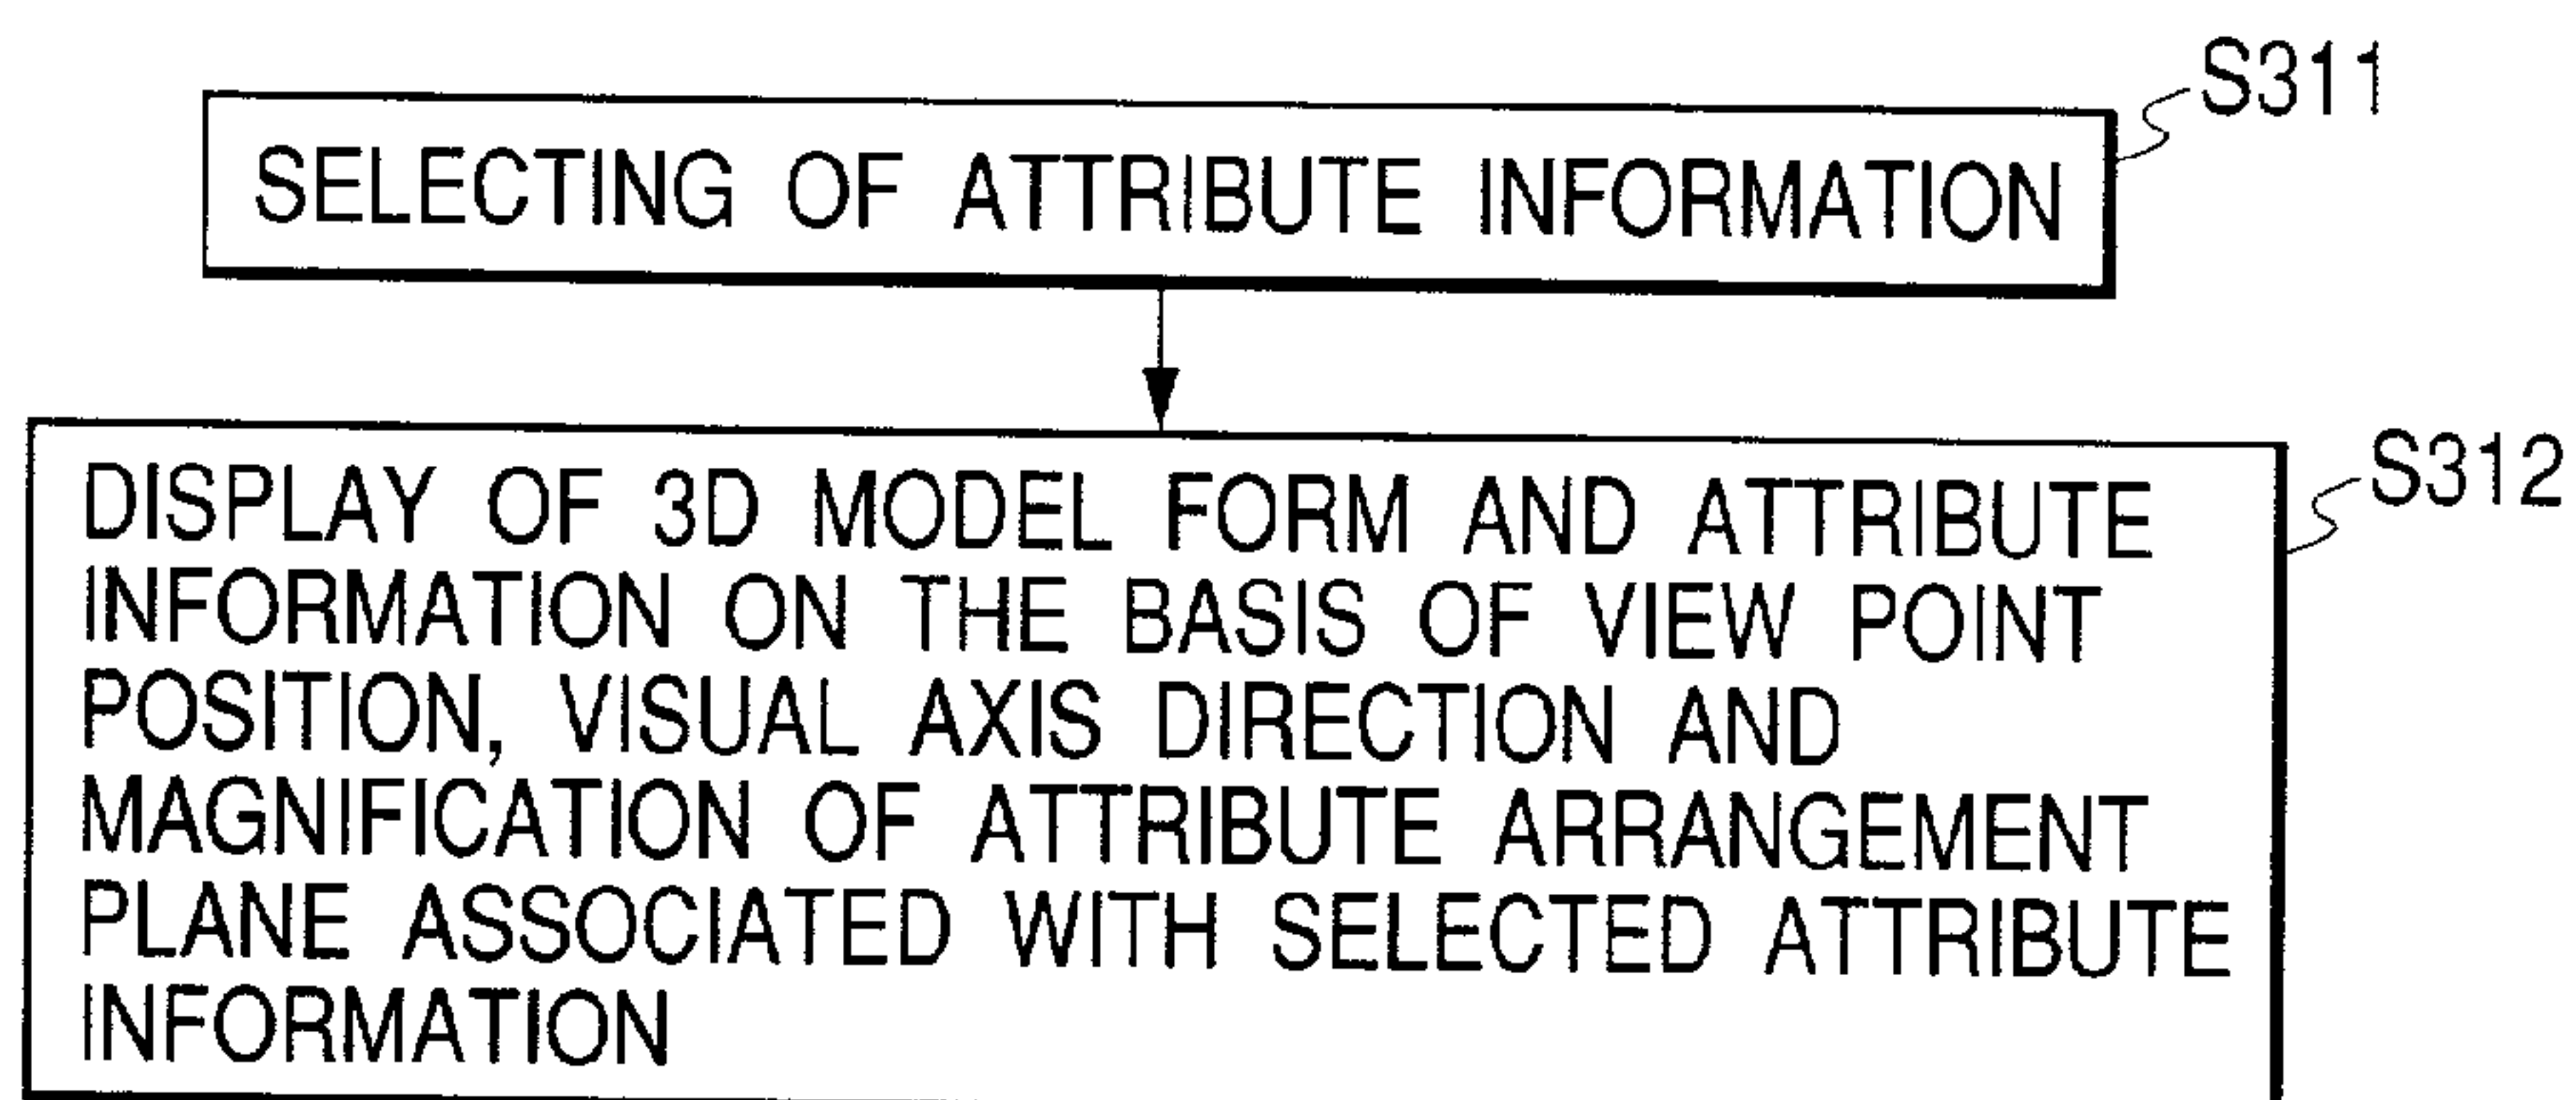 S311
SELECTING OF ATTRIBUTE INFORMATION
S312
DISPLAY OF 3D MODEL FORM AND ATTRIBUTE
INFORMATION ON THE BASIS OF VIEW POINT
POSITION, VISUAL AXIS DIRECTION AND
MAGNIFICATION OF ATTRIBUTE ARRANGEMENT
PLANE ASSOCIATED WITH SELECTED ATTRIBUTE
INFORMATION